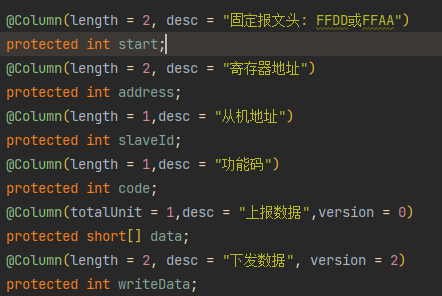 @Column(length = 2, desc = "固定报文头: FFDD或FFAA")
protected int start;
@Column(length = 2, desc = "寄存器地址")
protected int address;
@Column(length = 1,desc = "从机地址")
protected int slaveId;
@Column(length = 1,desc = "功能码")
protected int code;
@Column(totalUnit = 1,desc = "上报数据",version = 0)
protected short[] data;
@Column(length = 2, desc = "下发数据", version = 2)
protected int writeData;